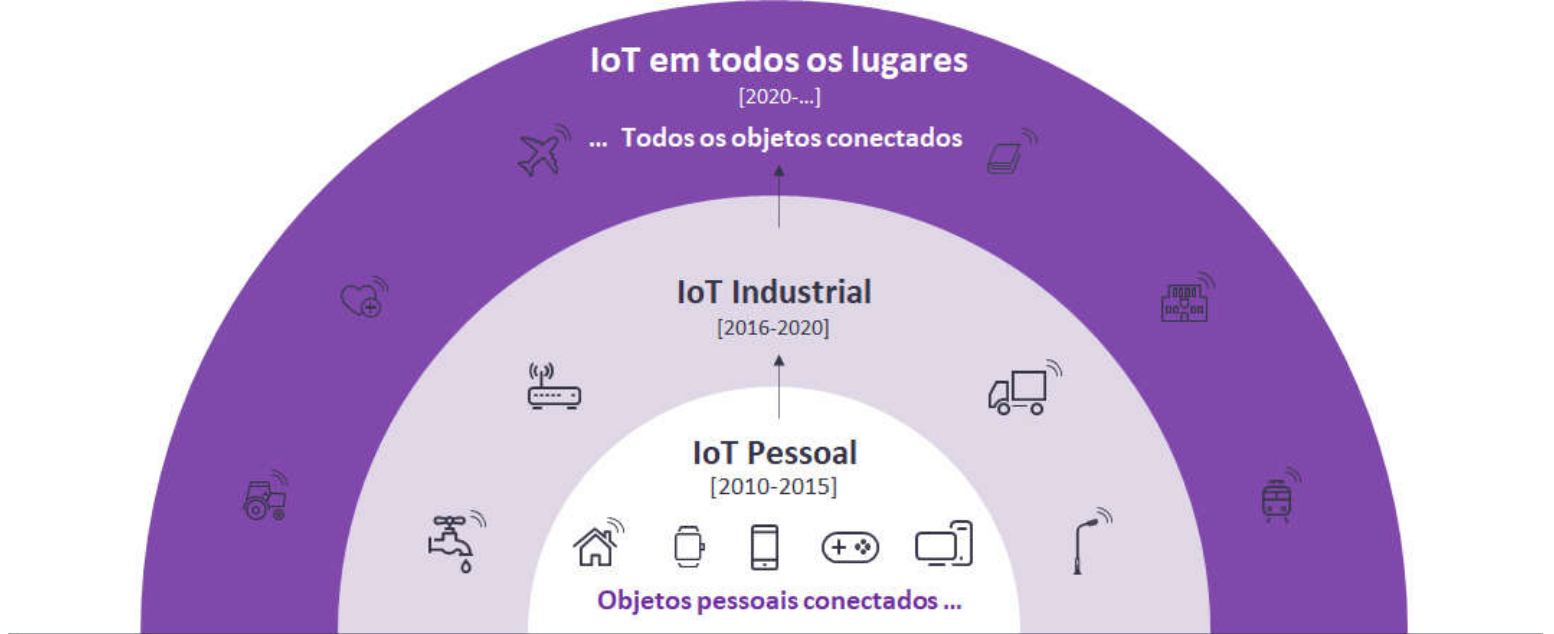 IoT em todos os lugares
[2020-...]
... Todos os objetos conectados
IoT Industrial
[2016-2020]
IoT Pessoal
[2010-2015]
Objetos pessoais conectados ...